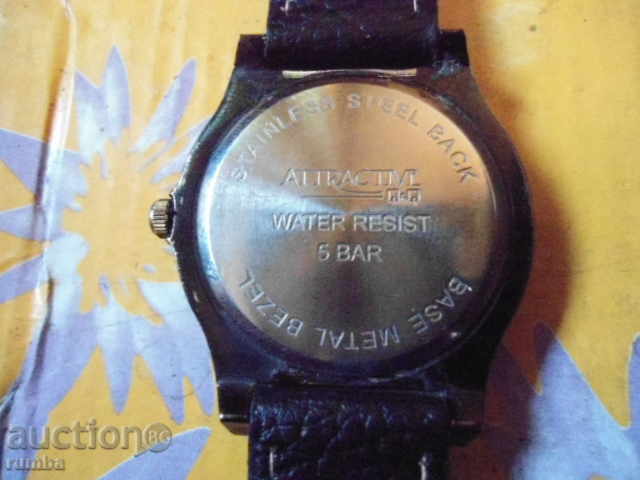 STAINLESS STEEL BACK
ATTRACTIVE
WATER RESIST
5 BAR
BASE METAL BEZEL
auction BG
rumba